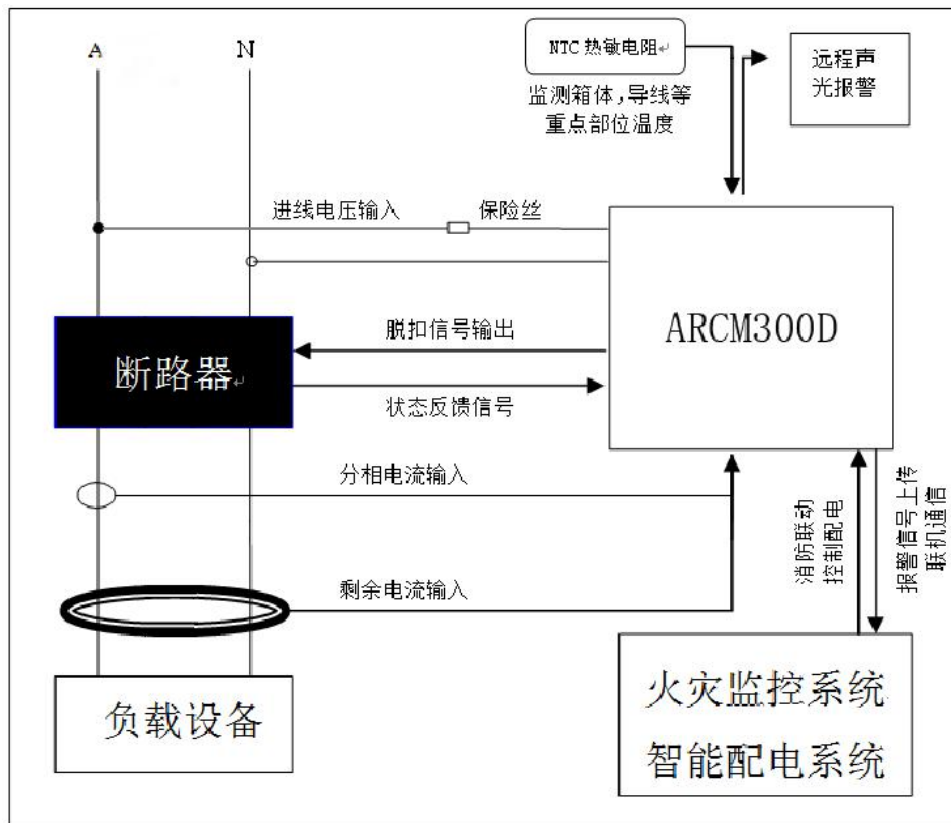 A
N
NTC 热敏电阻
监测箱体，导线等
重点部位温度
远程声
光报警
进线电压输入
保险丝
ARCM300D
脱扣信号输出
断路器
状态反馈信号
分相电流输入
剩余电流输入
消防联动
控制配电
报警信号上传
联机通信
负载设备
火灾监控系统
智能配电系统